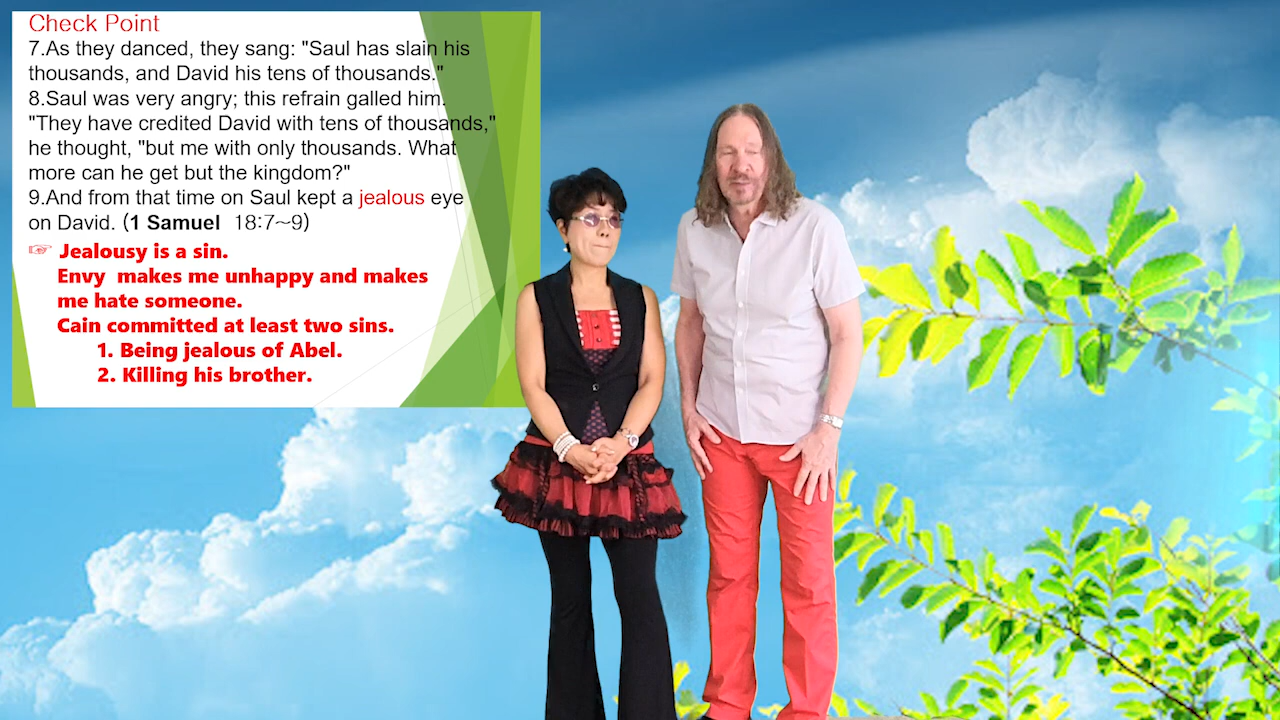 Check Point
7.As they danced, they sang: "Saul has slain his
thousands, and David his tens of thousands."
8.Saul was very angry; this refrain galled him.
"They have credited David with tens of thousands,"
he thought, "but me with only thousands. What
more can he get but the kingdom?"
9.And from that time on Saul kept a jealous eye
on David. (1 Samuel 18:7~9)
☞ Jealousy is a sin.
Envy makes me unhappy and makes
me hate someone.
Cain committed at least two sins.
1. Being jealous of Abel.
2. Killing his brother.